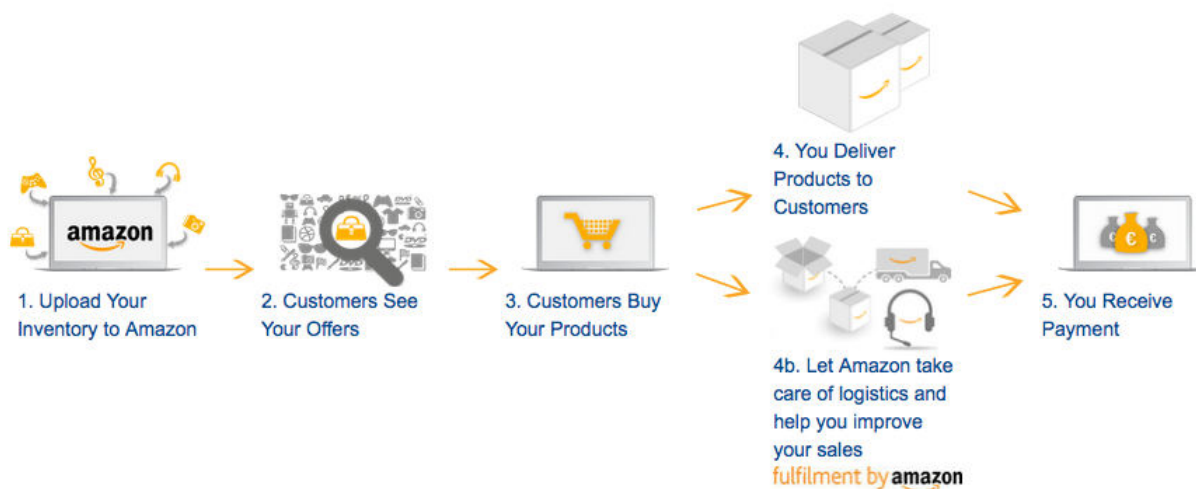 amazon
1. Upload Your
Inventory to Amazon
2. Customers See
Your Offers
3. Customers Buy
Your Products
4. You Deliver
Products to
Customers
4b. Let Amazon take
care of logistics and
help you improve
your sales
fulfilment by amazon
€ € €
5. You Receive
Payment